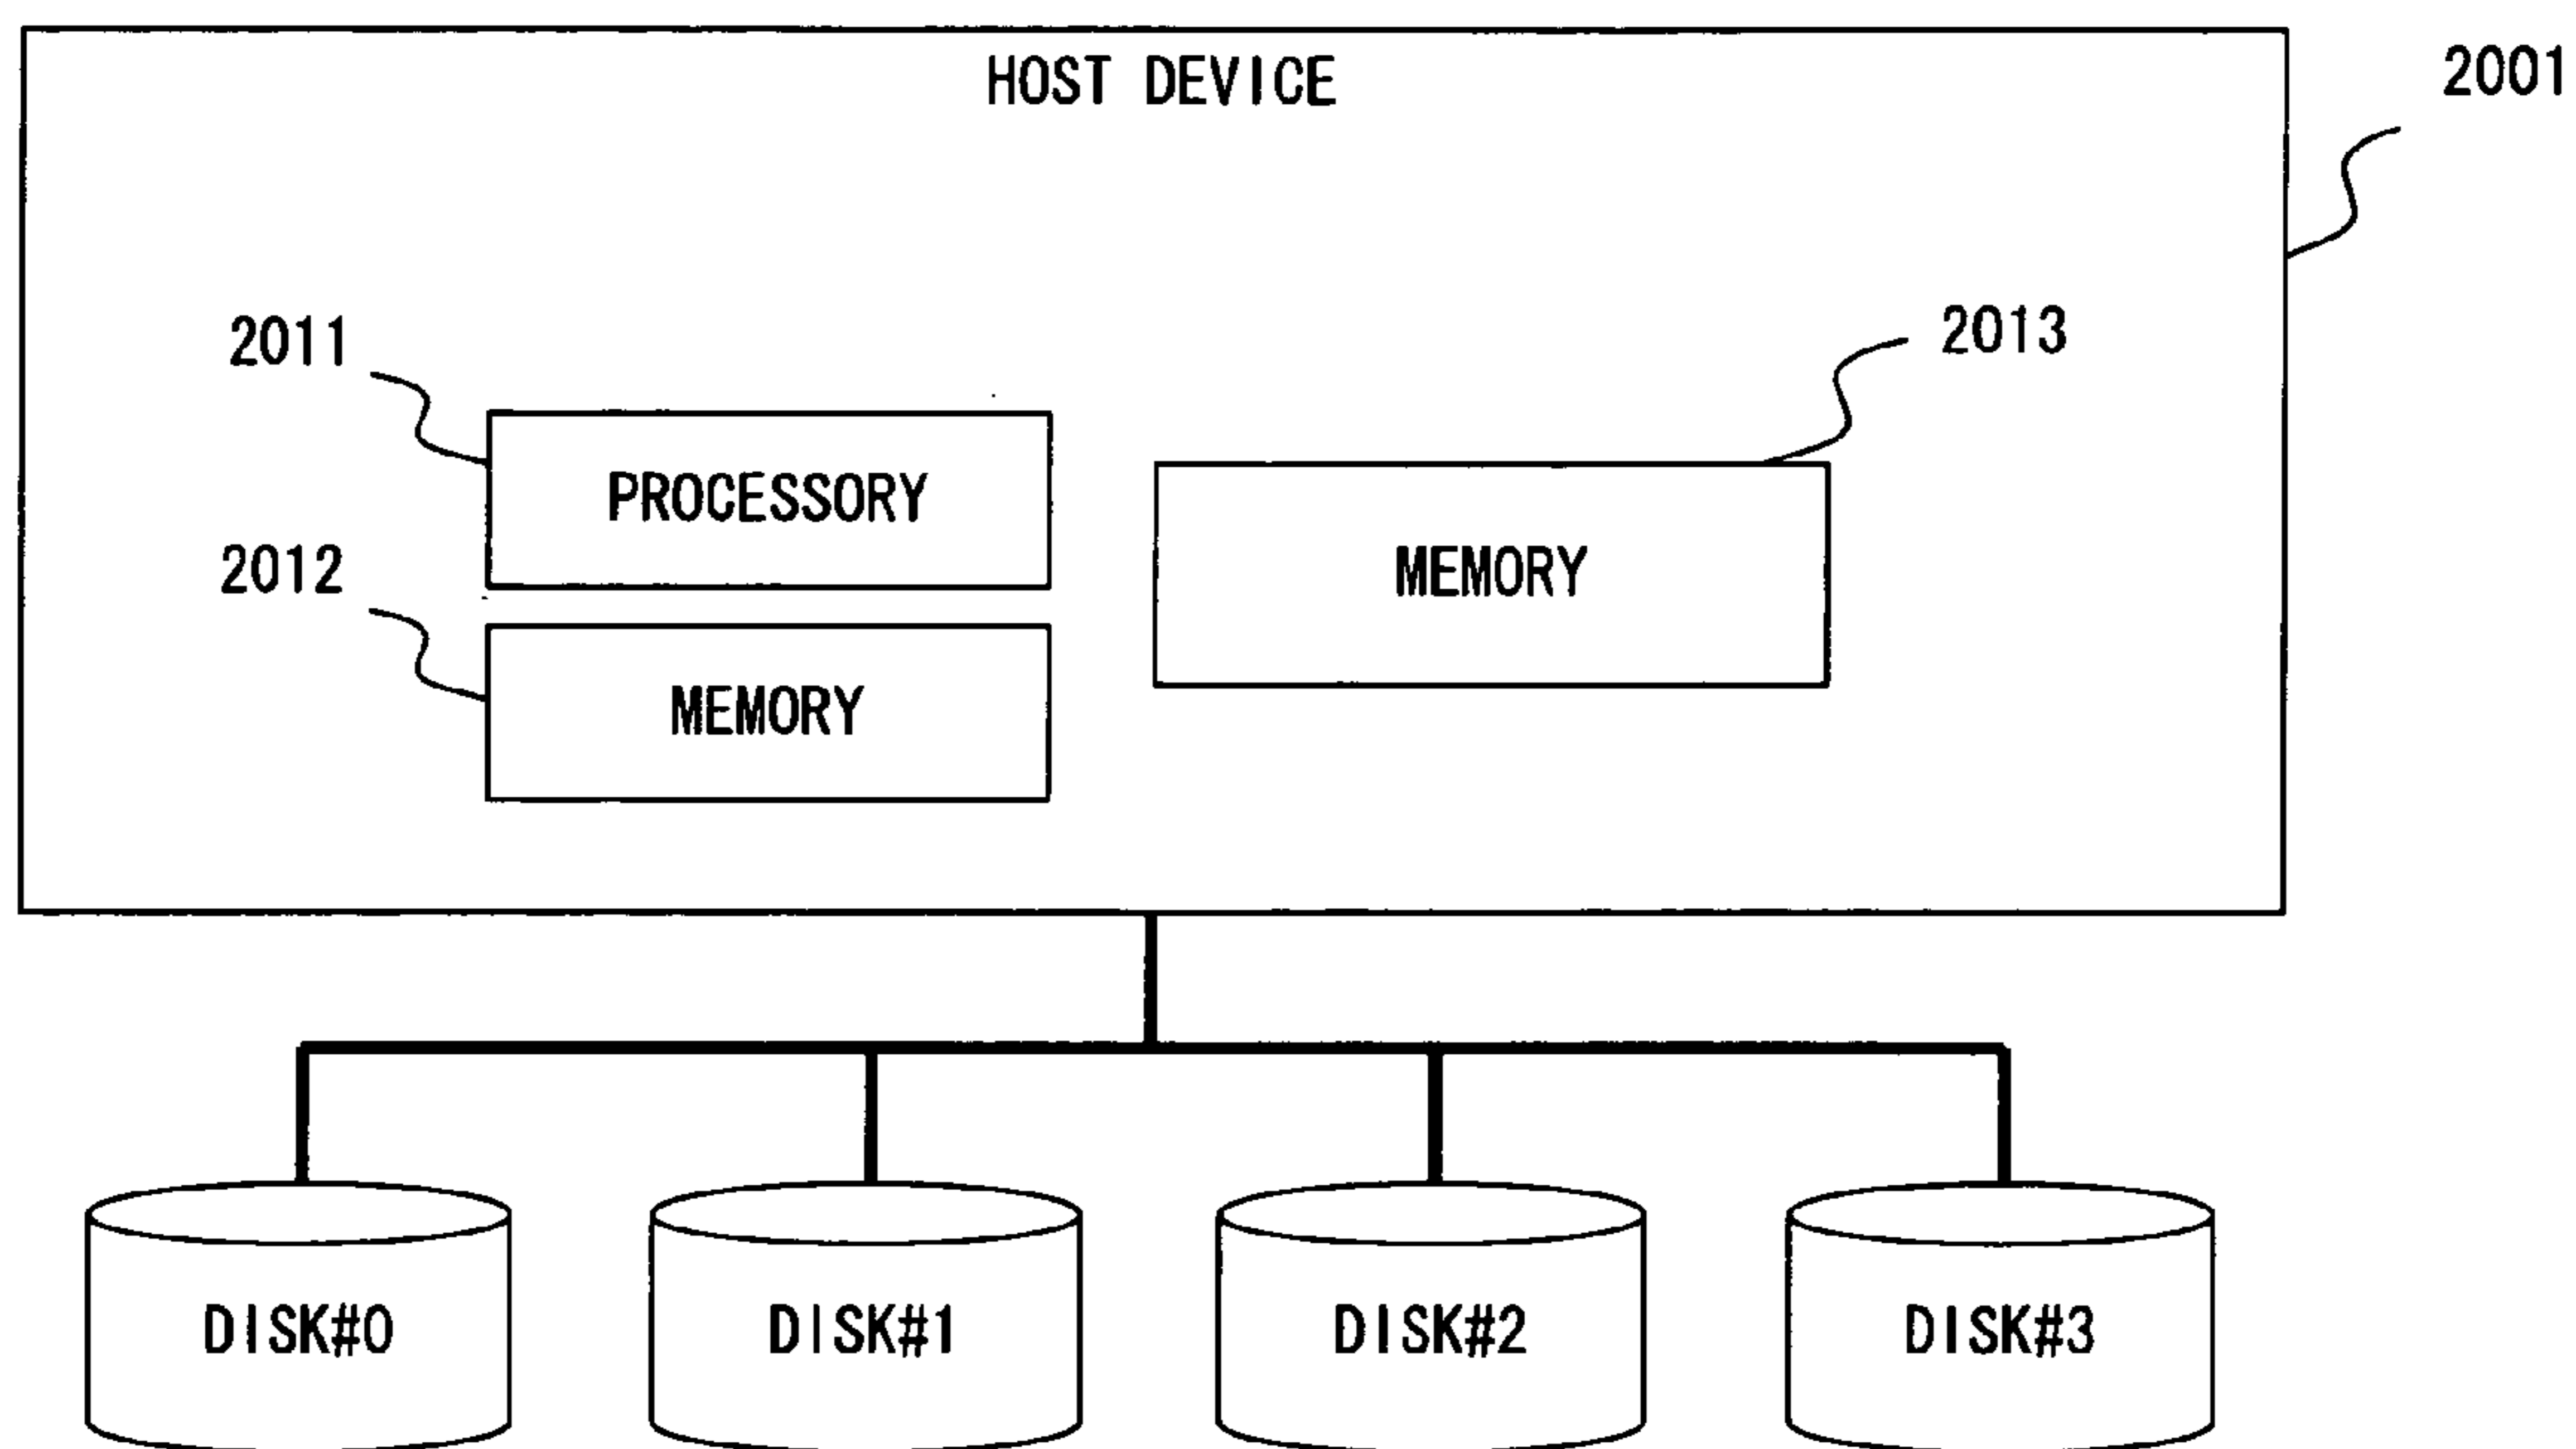 HOST DEVICE
2001
2011
2013
PROCESSORY
2012
MEMORY
MEMORY
DISK#0
DISK#1
DISK#2
DISK#3